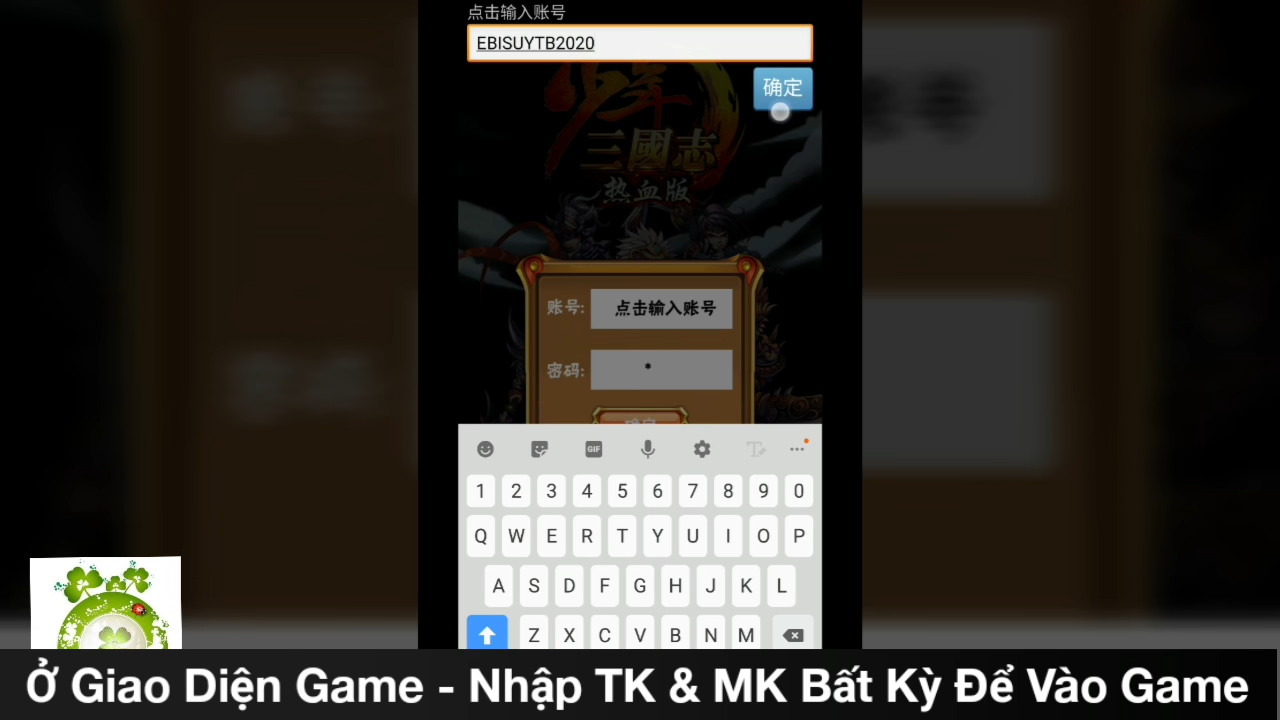 点击输入账号
EBISUYTB2020
确定
少年
三國志
热血版
账号:
点击输入账号
密码:
*
GIF
1 2 3 4 5 6 7 8 9 0
Q W E R T Y U I O P
A S D F G H J K L
Z X C V B N M
Ở Giao Diện Game - Nhập TK & MK Bất Kỳ Để Vào Game